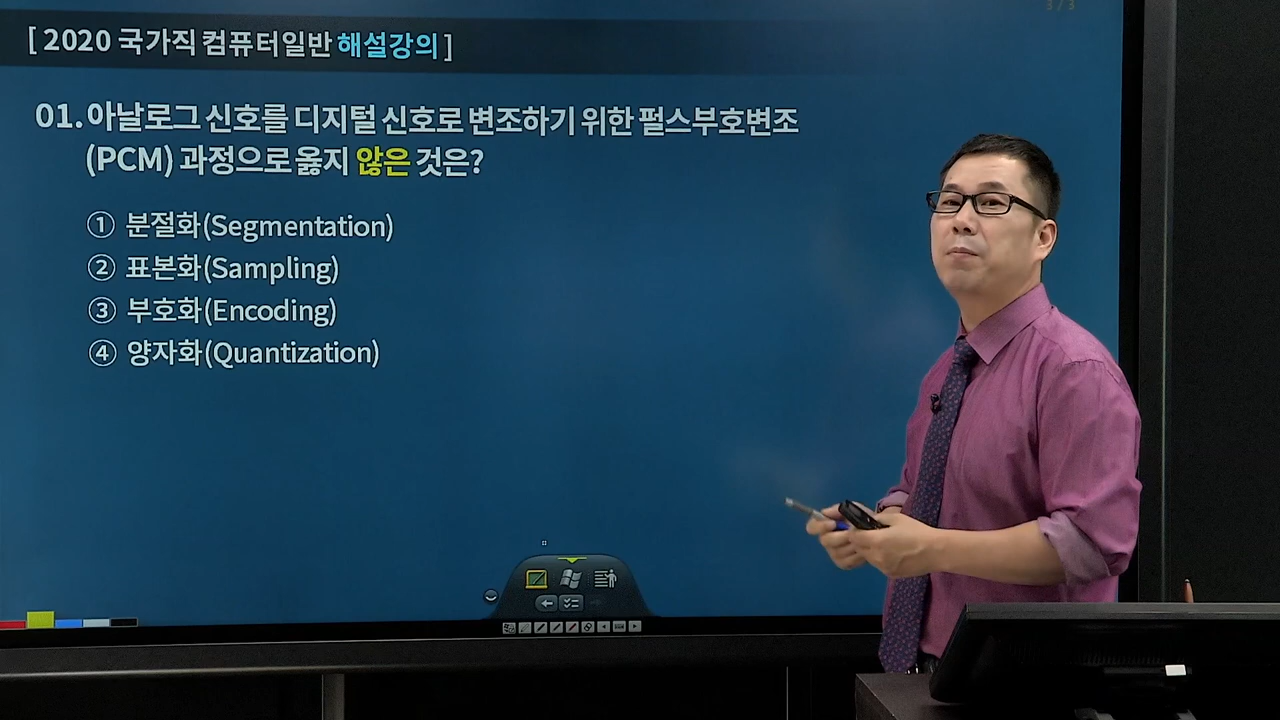 3 / 3
[ 2020 국가직 컴퓨터일반 해설강의 ]
01. 아날로그 신호를 디지털 신호로 변조하기 위한 펄스부호변조
(PCM) 과정으로 옳지 않은 것은?
① 분절화(Segmentation)
② 표본화(Sampling)
③ 부호화(Encoding)
④ 양자화(Quantization)